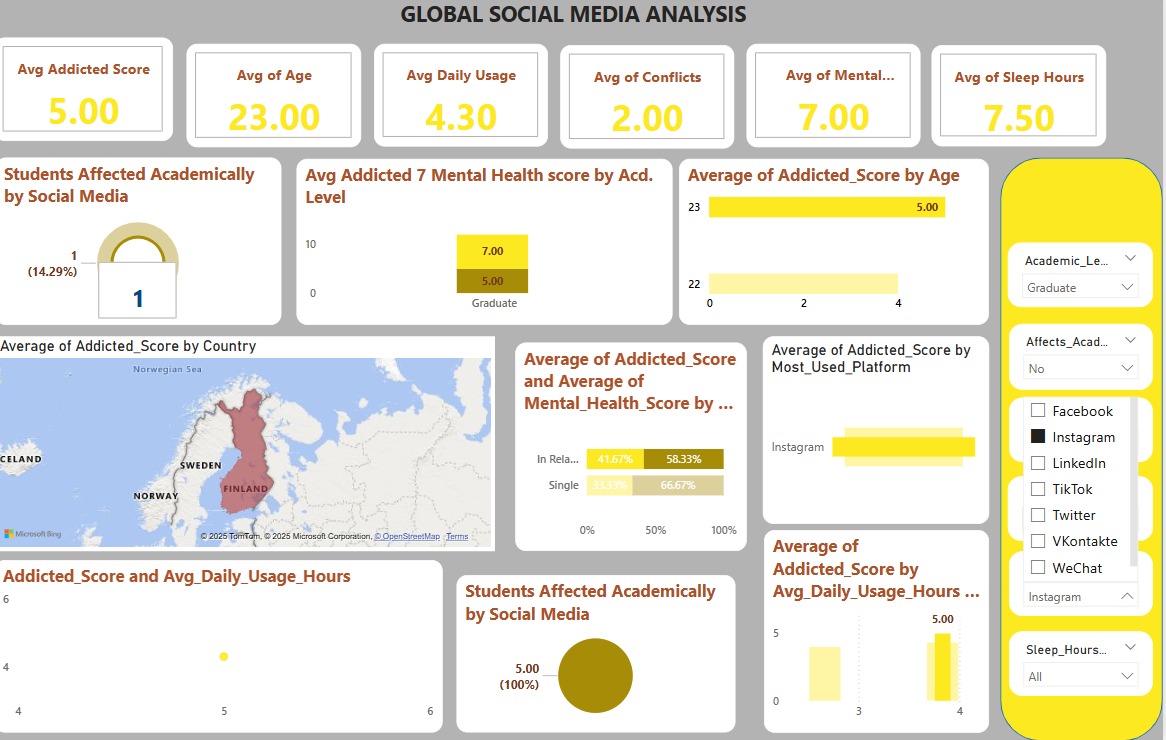 GLOBAL SOCIAL MEDIA ANALYSIS
Avg Addicted Score
5.00
Avg of Age
23.00
Avg Daily Usage
4.30
Avg of Conflicts
2.00
Avg of Mental...
7.00
Avg of Sleep Hours
7.50
Students Affected Academically
by Social Media
1
(14.29%)
1
Avg Addicted 7 Mental Health score by Acd.
Level
10
0
7.00
5.00
Graduate
Average of Addicted_Score by Age
23
5.00
22
0 2 4
Average of Addicted_Score by Country
Norwegian Sea
CELAND
SWEDEN
NORWAY
FINLAND
Microsoft Bing
© 2025 TomTom, © 2025 Microsoft Corporation, © OpenStreetMap Terms
Average of Addicted_Score
and Average of
Mental_Health_Score by ...
In Rela... 41.67% 58.33%
Single 33.33% 66.67%
0% 50% 100%
Average of Addicted_Score by
Most_Used_Platform
Instagram
Addicted_Score and Avg_Daily_Usage_Hours
6
4
4 5 6
Students Affected Academically
by Social Media
5.00
(100%)
Average of
Addicted_Score by
Avg_Daily_Usage_Hours ...
5.00
5
0
3 4
Academic_Le...
Graduate
Affects_Acad...
No
Facebook
Instagram
LinkedIn
TikTok
Twitter
VKontakte
WeChat
Instagram
Sleep_Hours...
All